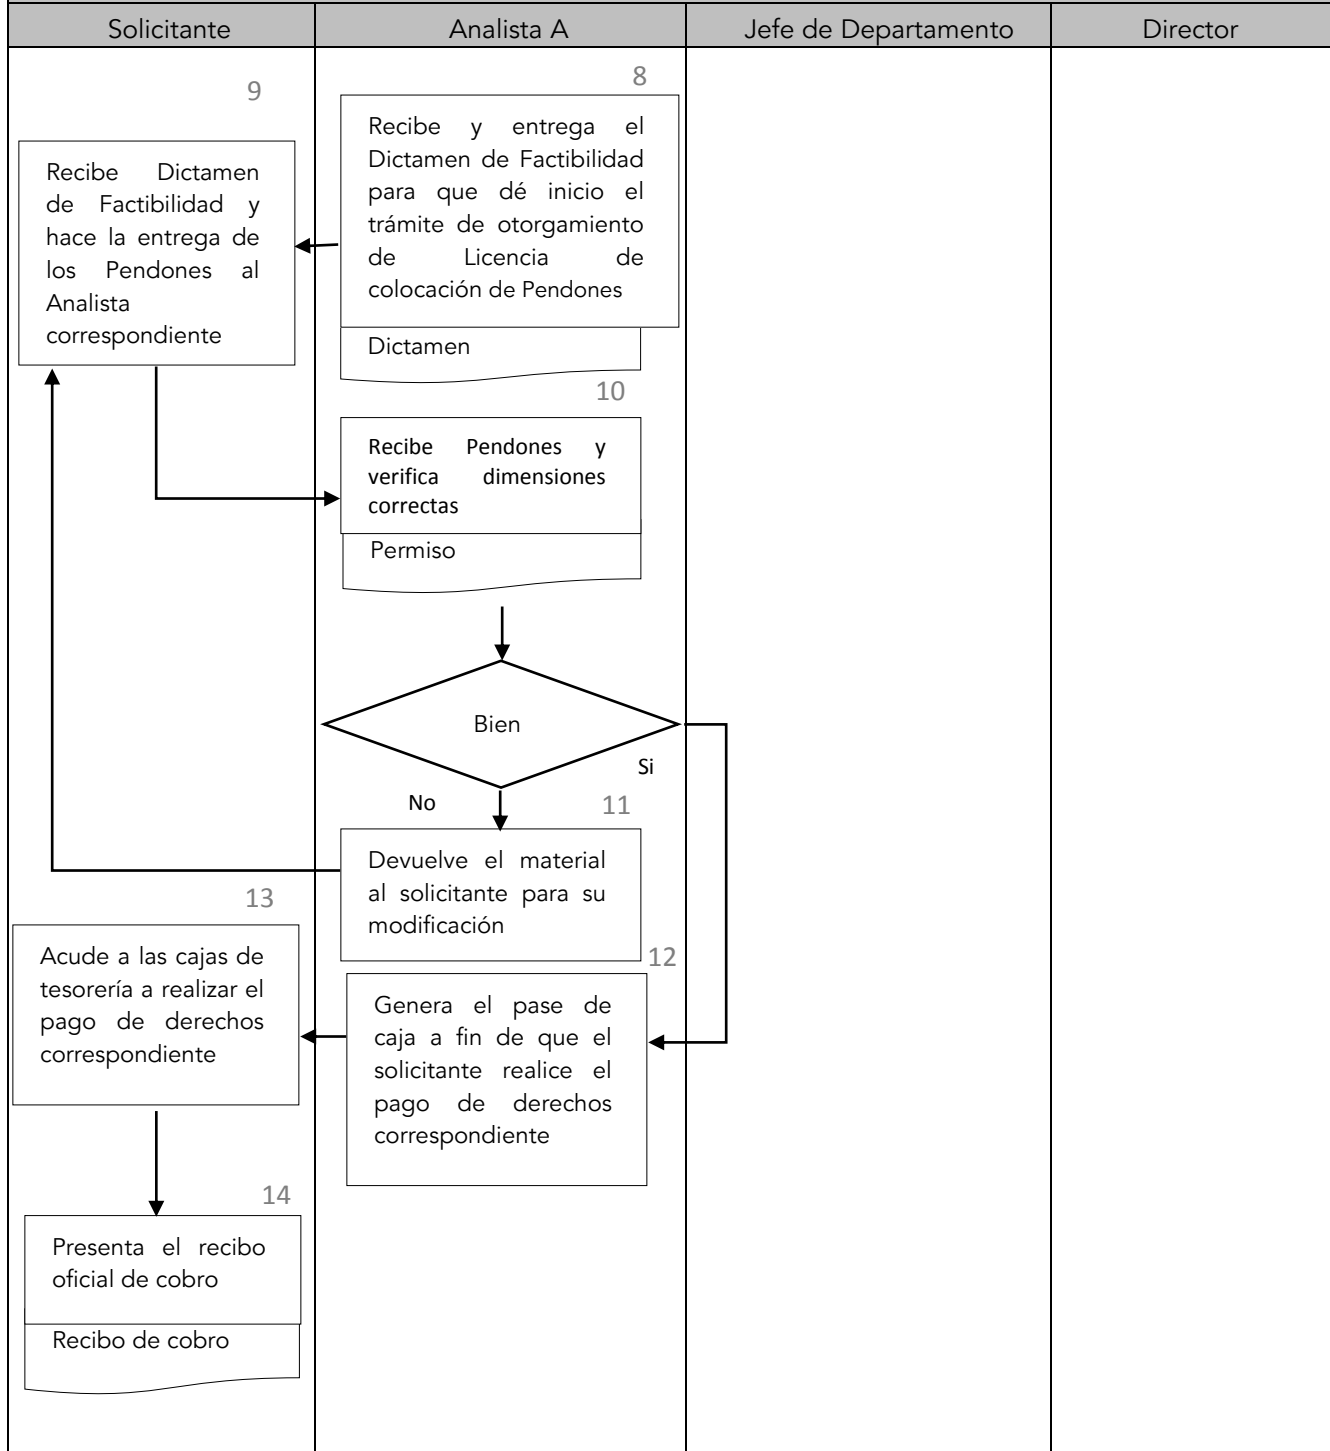 Solicitante
Analista A
Jefe de Departamento
Director
8
Recibe y entrega el
Dictamen de Factibilidad
para que dé inicio el
trámite de otorgamiento
de Licencia de
colocación de Pendones
Dictamen
9
Recibe Dictamen
de Factibilidad y
hace la entrega de
los Pendones al
Analista
correspondiente
10
Recibe Pendones y
verifica dimensiones
correctas
Permiso
Bien
Si
No
11
Devuelve el material
al solicitante para su
modificación
12
Genera el pase de
caja a fin de que el
solicitante realice el
pago de derechos
correspondiente
13
Acude a las cajas de
tesorería a realizar el
pago de derechos
correspondiente
14
Presenta el recibo
oficial de cobro
Recibo de cobro